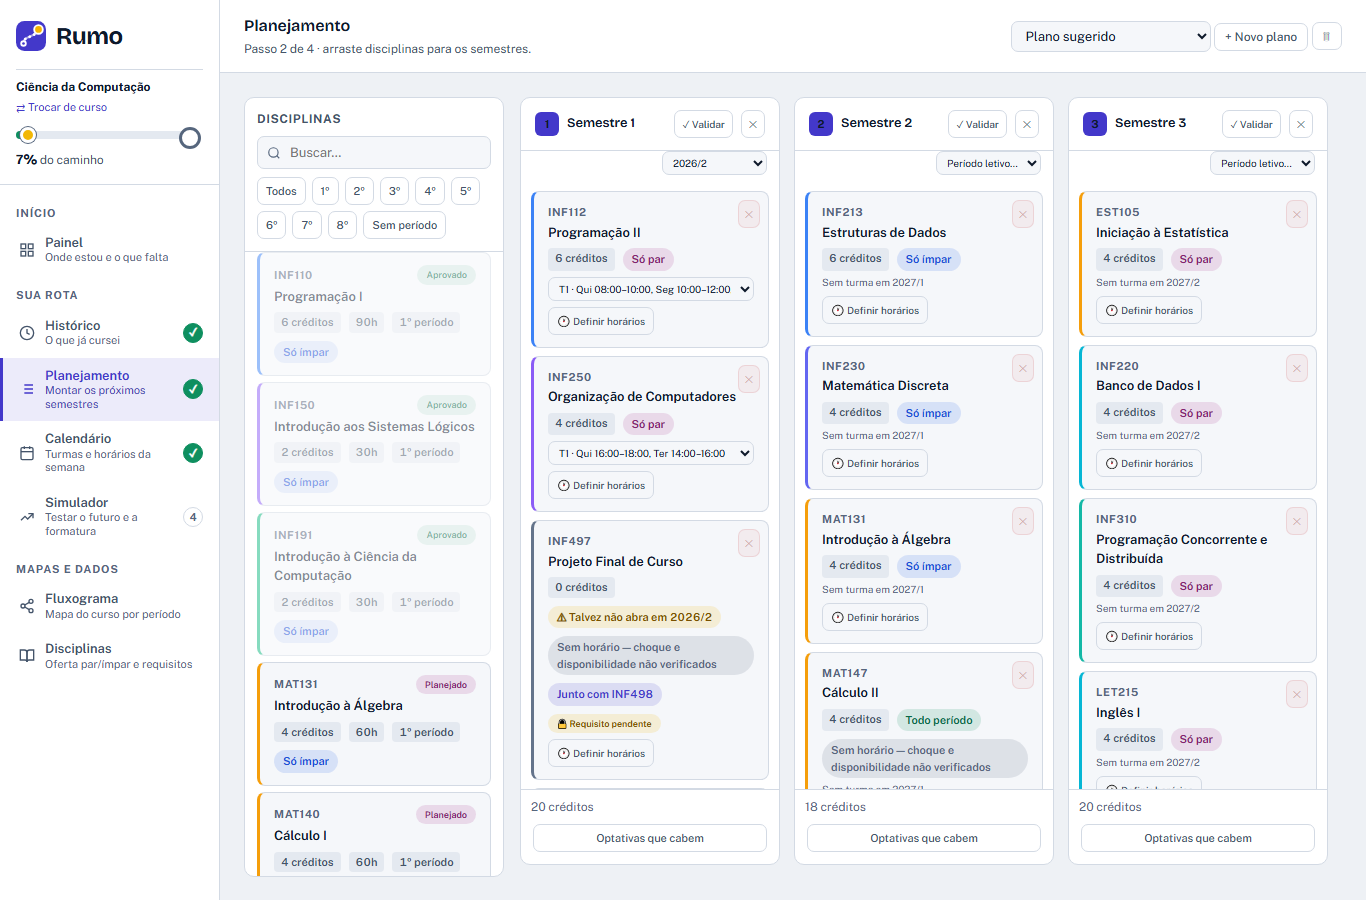 Rumo
Ciência da Computação
⇄ Trocar de curso
7% do caminho
INÍCIO
Painel
Onde estou e o que falta
SUA ROTA
Histórico
O que já cursei
Planejamento
Montar os próximos
semestres
Calendário
Turmas e horários da
semana
Simulador
Testar o futuro e a
formatura
4
MAPAS E DADOS
Fluxograma
Mapa do curso por período
Disciplinas
Oferta par/ímpar e requisitos
Planejamento
Passo 2 de 4 · arraste disciplinas para os semestres.
Plano sugerido
+ Novo plano
DISCIPLINAS
Buscar...
Todos 1º 2º 3º 4º 5º
6º 7º 8º Sem período
INF110
Aprovado
Programação I
6 créditos 90h 1º período
Só ímpar
INF150
Aprovado
Introdução aos Sistemas Lógicos
2 créditos 30h 1º período
Só ímpar
INF191
Aprovado
Introdução à Ciência da
Computação
2 créditos 30h 1º período
Só ímpar
MAT131
Planejado
Introdução à Álgebra
4 créditos 60h 1º período
Só ímpar
MAT140
Planejado
Cálculo I
4 créditos 60h 1º período
1 Semestre 1 ✓ Validar ×
2026/2
INF112 ×
Programação II
6 créditos Só par
T1 · Qui 08:00–10:00, Seg 10:00–12:00
Definir horários
INF250 ×
Organização de Computadores
4 créditos Só par
T1 · Qui 16:00–18:00, Ter 14:00–16:00
Definir horários
INF497 ×
Projeto Final de Curso
0 créditos
⚠ Talvez não abra em 2026/2
Sem horário — choque e
disponibilidade não verificados
Junto com INF498
🔒 Requisito pendente
Definir horários
20 créditos
Optativas que cabem
2 Semestre 2 ✓ Validar ×
Período letivo...
INF213 ×
Estruturas de Dados
6 créditos Só ímpar
Sem turma em 2027/1
Definir horários
INF230 ×
Matemática Discreta
4 créditos Só ímpar
Sem turma em 2027/1
Definir horários
MAT131 ×
Introdução à Álgebra
4 créditos Só ímpar
Sem turma em 2027/1
Definir horários
MAT147 ×
Cálculo II
4 créditos Todo período
Sem horário — choque e
disponibilidade não verificados
Sem turma em 2027/1
18 créditos
Optativas que cabem
3 Semestre 3 ✓ Validar ×
Período letivo...
EST105 ×
Iniciação à Estatística
4 créditos Só par
Sem turma em 2027/2
Definir horários
INF220 ×
Banco de Dados I
4 créditos Só par
Sem turma em 2027/2
Definir horários
INF310 ×
Programação Concorrente e
Distribuída
4 créditos Só par
Sem turma em 2027/2
Definir horários
LET215 ×
Inglês I
4 créditos Só par
Sem turma em 2027/2
Definir horários
20 créditos
Optativas que cabem